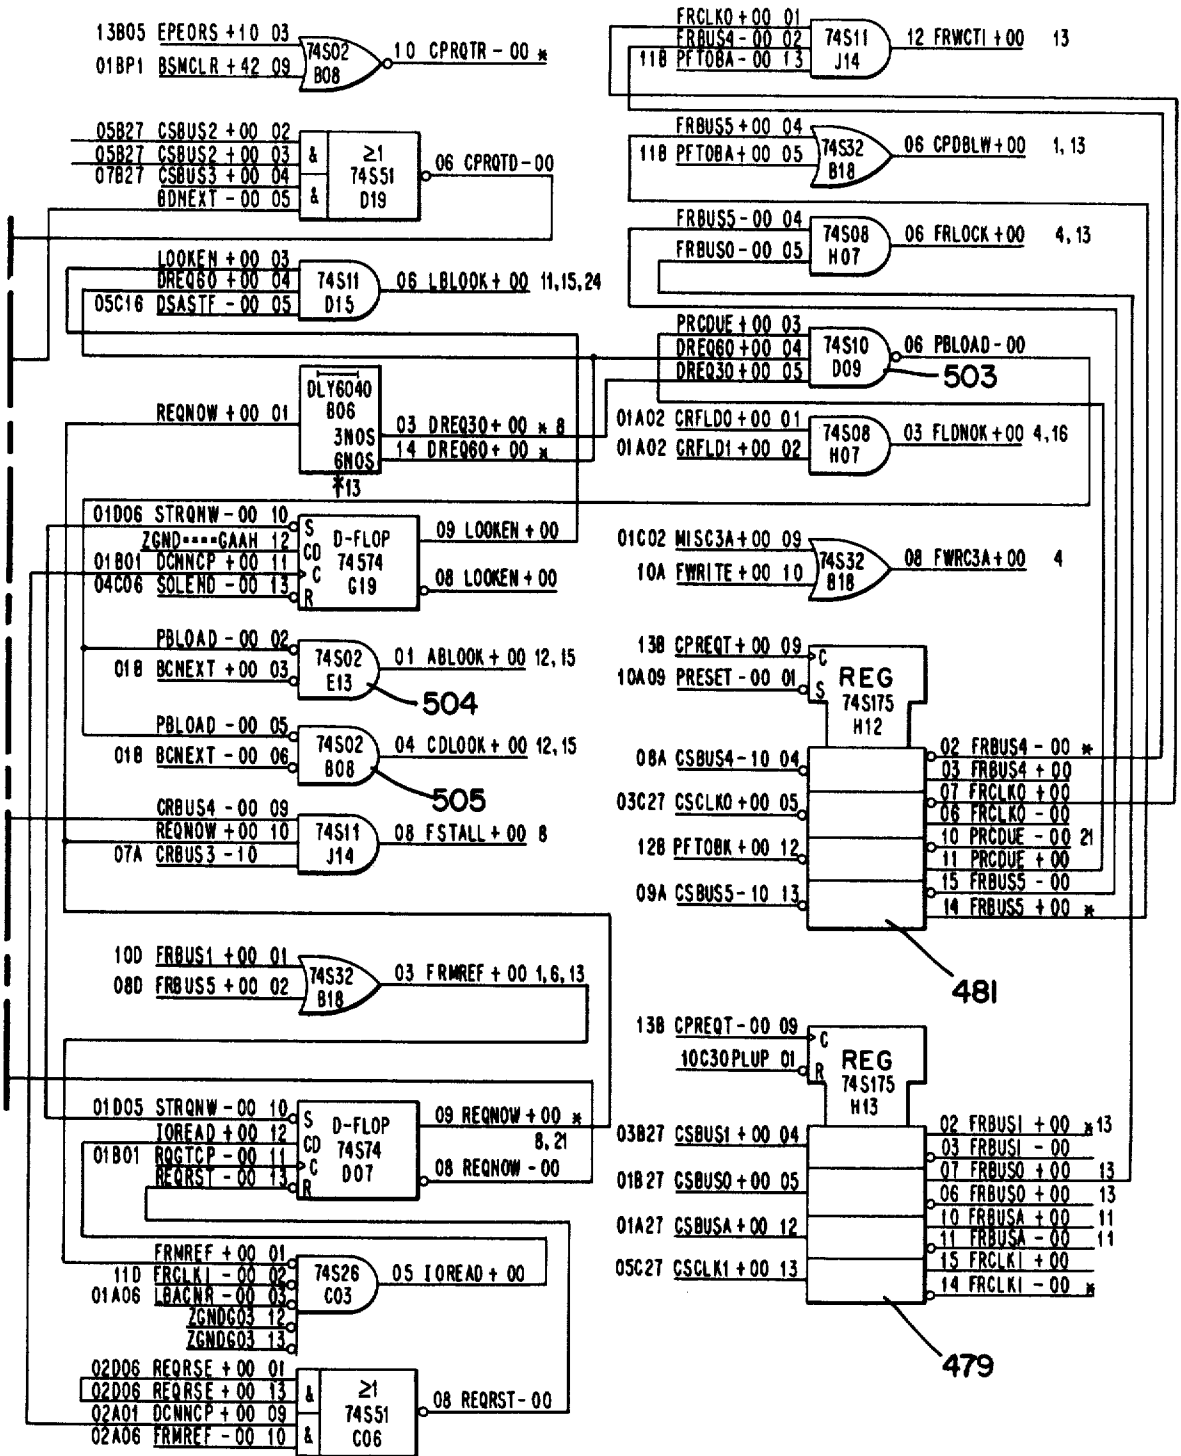 13B05 EPEORS +10 03
01BP1 BSMCLR +42 09
74S02
B08
10 CPRQTR - 00 *
05B27 CSBUS2 +00 02
05B27 CSBUS2 +00 03
07B27 CSBUS3 +00 04
BDNEXT - 00 05
&
&
≥1
74S51
D19
06 CPRQTD - 00
LOOKEN +00 03
DREQ60 +00 04
05C16 DSASTF - 00 05
74S11
D15
06 LBLOOK + 00 11,15,24
REQNOW +00 01
DLY6040
B06
3NOS
6NOS
*13
03 DREQ30 + 00 * 8
14 DREQ60 + 00 *
01D06 STRQNW - 00 10
ZGND====GAAH 12
01B01 DCNNCP + 00 11
04C06 SOLEND - 00 13
S
CD
C
R
D-FLOP
74S74
G19
09 LOOKEN + 00
08 LOOKEN + 00
PBLOAD - 00 02
01B BCNEXT + 00 03
74S02
E13
01 ABLOOK + 00 12, 15
504
PBLOAD - 00 05
01B BCNEXT - 00 06
74S02
B08
04 CDLOOK + 00 12, 15
505
CRBUS4 - 00 09
REQNOW + 00 10
07A CRBUS3 - 10
74S11
J14
08 FSTALL + 00 8
10D FRBUS1 + 00 01
08D FRBUS5 + 00 02
74S32
B18
03 FRMREF + 00 1,6,13
01D05 STRQNW - 00 10
IOREAD + 00 12
01B01 RQGTCP - 00 11
REQRST - 00 13
S
CD
C
R
D-FLOP
74S74
D07
09 REQNOW + 00 *
8, 21
08 REQNOW - 00
FRMREF + 00 01
11D FRCLK1 - 00 02
01A06 LBACNR - 00 03
ZGNDG03 12
ZGNDG03 13
74S26
C03
05 IOREAD + 00
02D06 REQRSE + 00 01
02D06 REQRSE + 00 13
02A01 DCNNCP + 00 09
02A06 FRMREF - 00 10
&
&
≥1
74S51
C06
08 REQRST - 00
FRCLK0 + 00 01
FRBUS4 - 00 02
11B PFTOBA - 00 13
74S11
J14
12 FRWCTI + 00 13
FRBUS5 + 00 04
11B PFTOBA + 00 05
74S32
B18
06 CPDBLW + 00 1, 13
FRBUS5 - 00 04
FRBUS0 - 00 05
74S08
H07
06 FRLOCK + 00 4, 13
PRCDUE + 00 03
DREQ60 + 00 04
DREQ30 + 00 05
74S10
D09
06 PBLOAD - 00
503
01A02 CRFLD0 + 00 01
01A02 CRFLD1 + 00 02
74S08
H07
03 FLDNOK + 00 4, 16
01C02 MISC3A + 00 09
10A FWRITE + 00 10
74S32
B18
08 FWRC3A + 00 4
13B CPREQT + 00 09
10A09 PRESET - 00 01
C
S
REG
74S175
H12
08A CSBUS4 - 10 04
03C27 CSCLK0 + 00 05
12B PFTOBK + 00 12
09A CSBUS5 - 10 13
02 FRBUS4 - 00 *
03 FRBUS4 + 00
07 FRCLK0 + 00
06 FRCLK0 - 00
10 PRCDUE - 00 21
11 PRCDUE + 00
15 FRBUS5 - 00
14 FRBUS5 + 00 *
481
13B CPREQT - 00 09
10C30PLUP 01
C
R
REG
74S175
H13
03B27 CSBUS1 + 00 04
01B27 CSBUS0 + 00 05
01A27 CSBUSA + 00 12
05C27 CSCLK1 + 00 13
02 FRBUS1 + 00 *13
03 FRBUS1 - 00
07 FRBUS0 + 00 13
06 FRBUS0 + 00 13
10 FRBUSA + 00 11
11 FRBUSA - 00 11
15 FRCLK1 + 00
14 FRCLK1 - 00 *
479